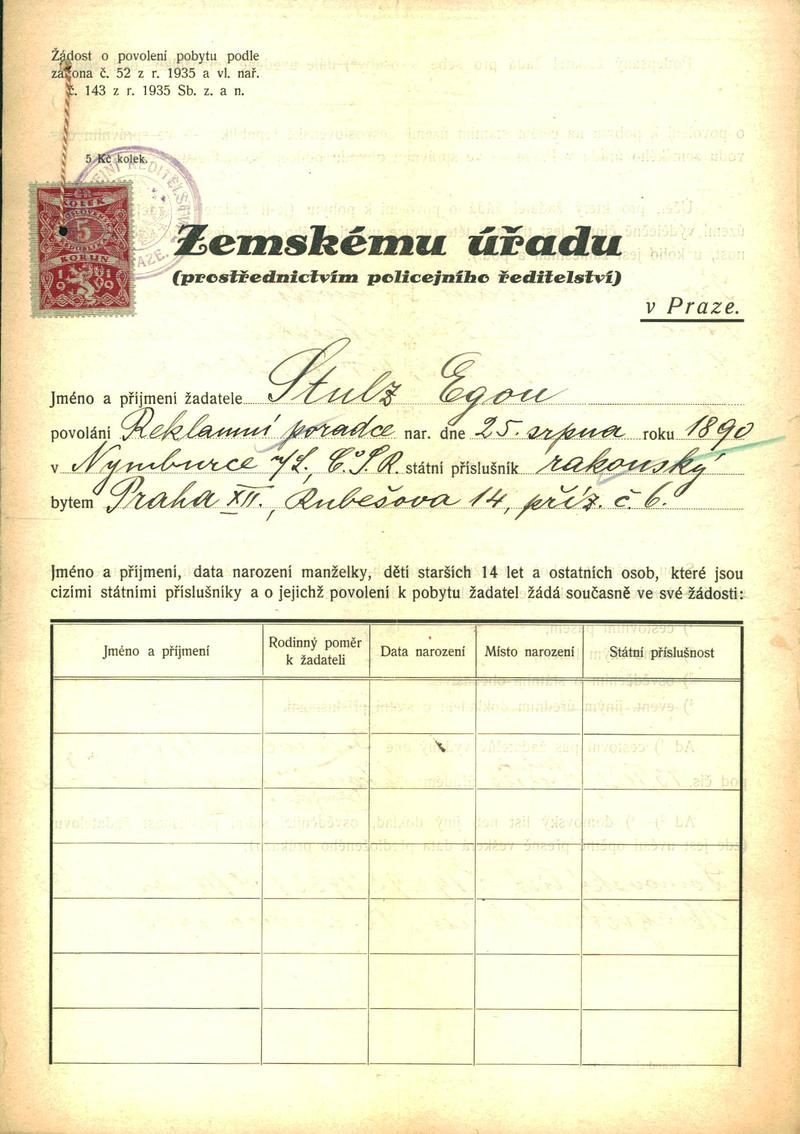 Žádost o povolení pobytu podle
zákona č. 52 z r. 1935 a vl. nař.
č. 143 z r. 1935 Sb. z. a n.
5 Kč kolek.
KOLEK
5
KORUN
1919
Zemskému úřadu
(prostřednictvím policejního ředitelství)
v Praze.
Jméno a příjmení žadatele Stulz Egon
povolání Reklamní poradce nar. dne 25. srpna roku 1890
v Nymburce n/L., Č.S.R. státní příslušník rakouský
bytem Praha XII., Rubešova 14, příz. č. 6.
Jméno a příjmení, data narození manželky, dětí starších 14 let a ostatních osob, které jsou
cizími státními příslušníky a o jejichž povolení k pobytu žadatel žádá současně ve své žádosti:
Jméno a příjmení
Rodinný poměr
k žadateli
Data narození
Místo narození
Státní příslušnost